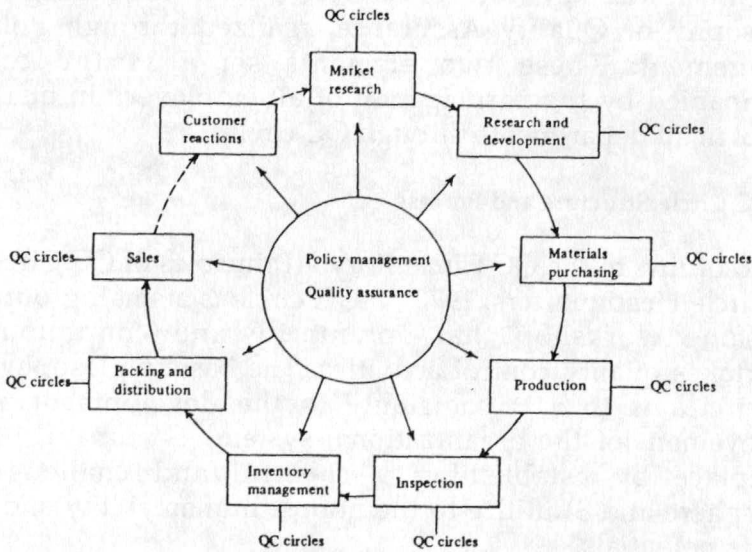 QC circles
Market
research
Customer
reactions
Research and
development
QC circles
QC circles
Sales
Policy management
Quality assurance
Materials
purchasing
QC circles
QC circles
Packing and
distribution
Production
QC circles
Inventory
management
Inspection
QC circles
QC circles